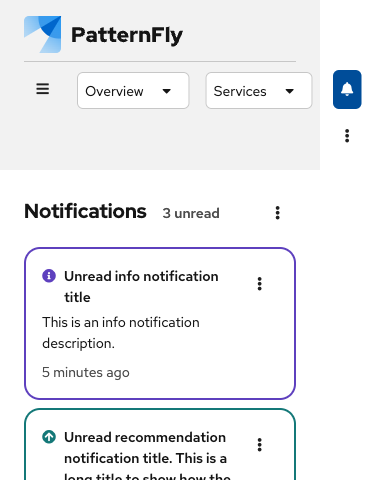 PatternFly
Overview
Services
Notifications
3 unread
Unread info notification
title
This is an info notification
description.
5 minutes ago
Unread recommendation
notification title. This is a
long title to show how the